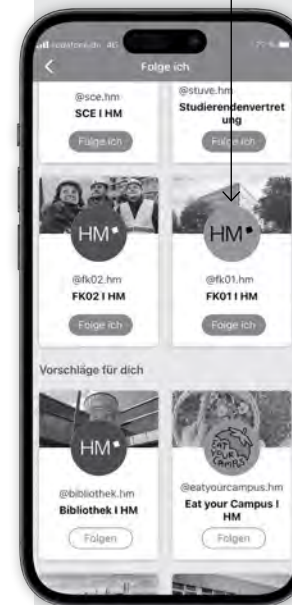 vodafone.de 4G
Folge ich
@sce.hm
SCE I HM
Folge ich
@stuve.hm
Studierendenvertret
ung
Folge ich
HM
@fk02.hm
FK02 I HM
Folge ich
HM
@fk01.hm
FK01 I HM
Folge ich
Vorschläge für dich
HM
@bibliothek.hm
Bibliothek I HM
Folgen
EAT
YOUR
CAMPUS
@eatyourcampus.hm
Eat your Campus I
HM
Folgen